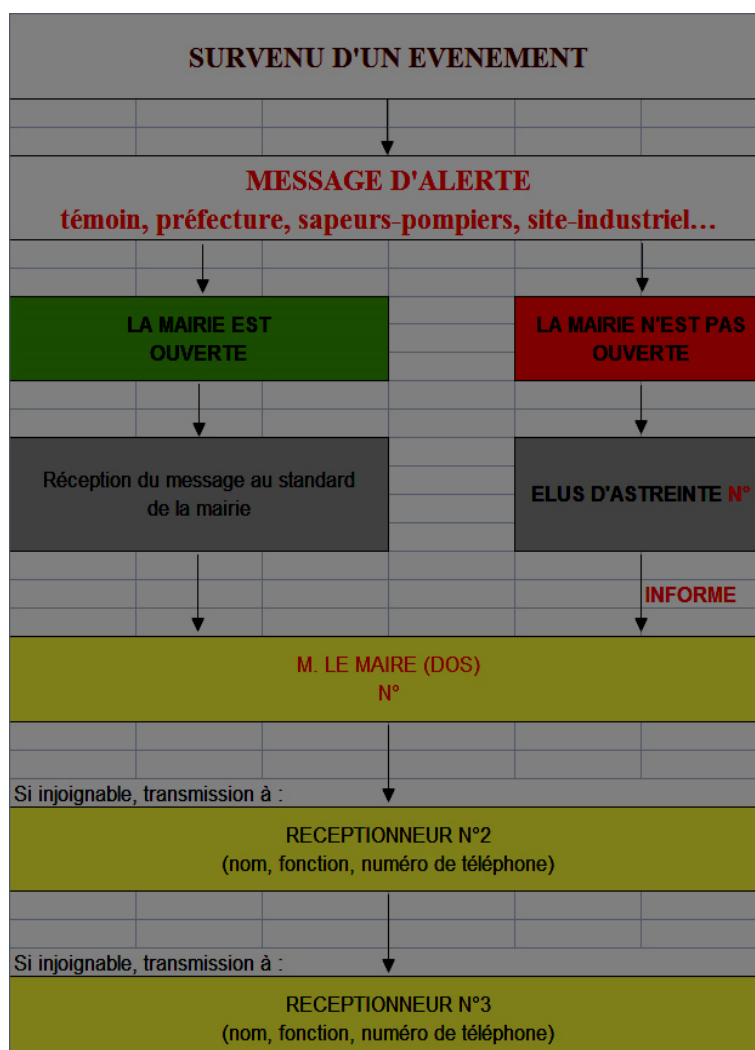 SURVENU D'UN EVENEMENT
MESSAGE D'ALERTE
témoin, préfecture, sapeurs-pompiers, site-industriel…
LA MAIRIE EST
OUVERTE
LA MAIRIE N'EST PAS
OUVERTE
Réception du message au standard
de la mairie
ELUS D'ASTREINTE N°
INFORME
M. LE MAIRE (DOS)
N°
Si injoignable, transmission à :
RECEPTIONNEUR N°2
(nom, fonction, numéro de téléphone)
Si injoignable, transmission à :
RECEPTIONNEUR N°3
(nom, fonction, numéro de téléphone)